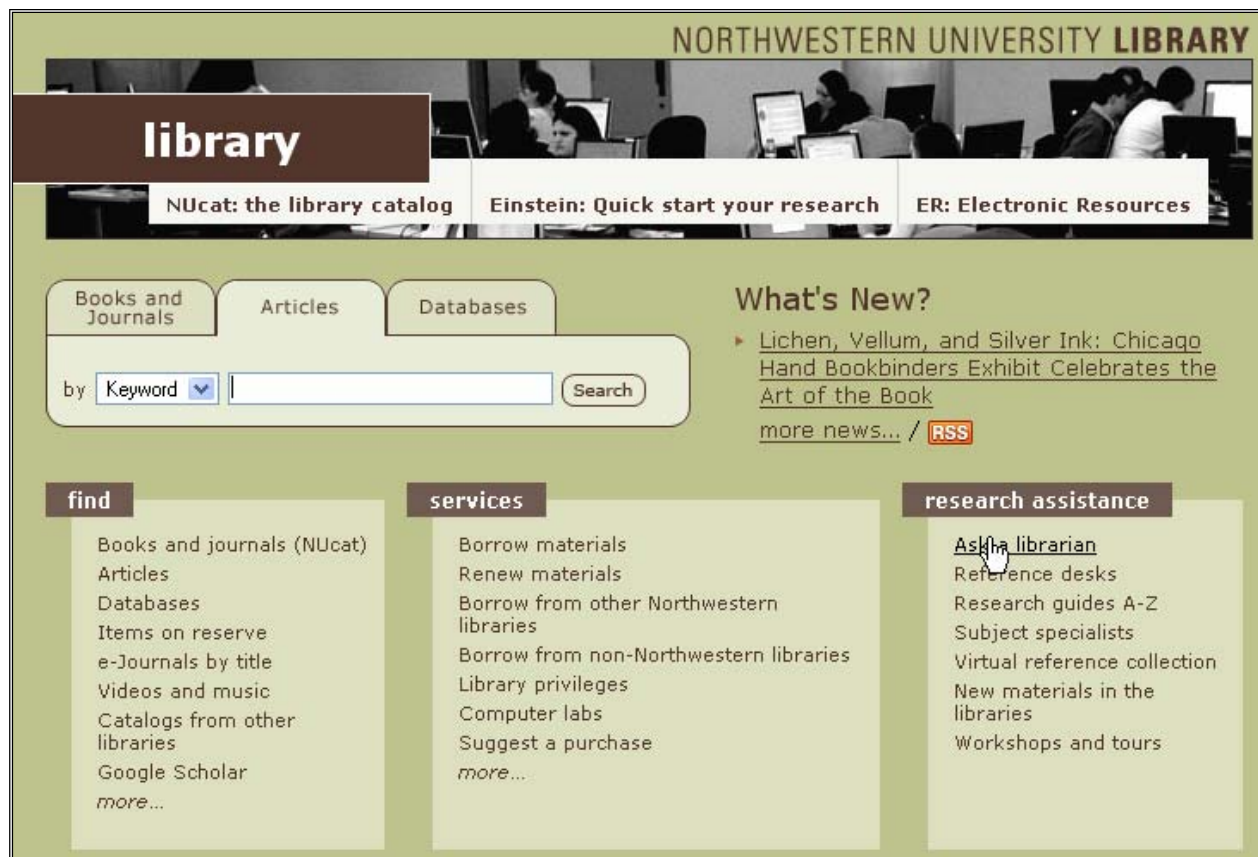 NORTHWESTERN UNIVERSITY LIBRARY
library
NUcat: the library catalog
Einstein: Quick start your research
ER: Electronic Resources
Books and
Journals
Articles
Databases
by Keyword Search
What's New?
Lichen, Vellum, and Silver Ink: Chicago
Hand Bookbinders Exhibit Celebrates the
Art of the Book
more news... / RSS
find
Books and journals (NUcat)
Articles
Databases
Items on reserve
e-Journals by title
Videos and music
Catalogs from other
libraries
Google Scholar
more...
services
Borrow materials
Renew materials
Borrow from other Northwestern
libraries
Borrow from non-Northwestern libraries
Library privileges
Computer labs
Suggest a purchase
more...
research assistance
Ask a librarian
Reference desks
Research guides A-Z
Subject specialists
Virtual reference collection
New materials in the
libraries
Workshops and tours